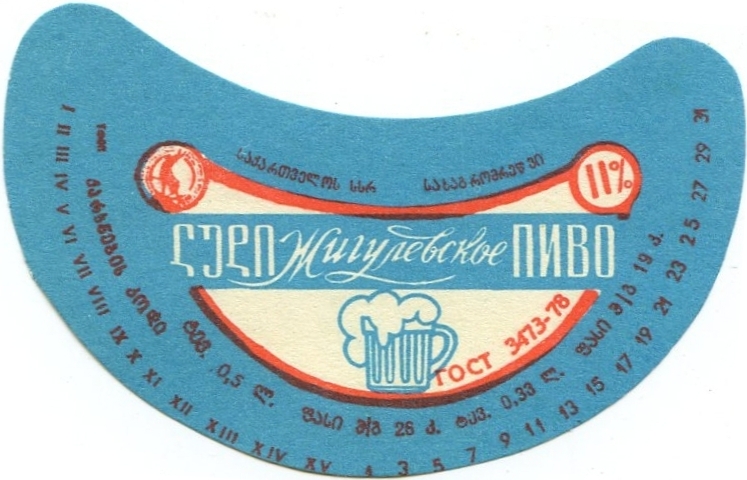 საქართველოს სსრ სახაგრომრეწვი
11%
ლუდი Жигулевское ПИВО
ГОСТ 3473-78
ტევ. 0,5 ლ. ფასი შ/გ 26 კ. ტევ. 0,33 ლ. ფასი შ/გ 19 კ.
I II III IV V VI VII VIII IX X XI XII XIII XIV XV 1 3 5 7 9 11 13 15 17 19 21 23 25 27 29 31